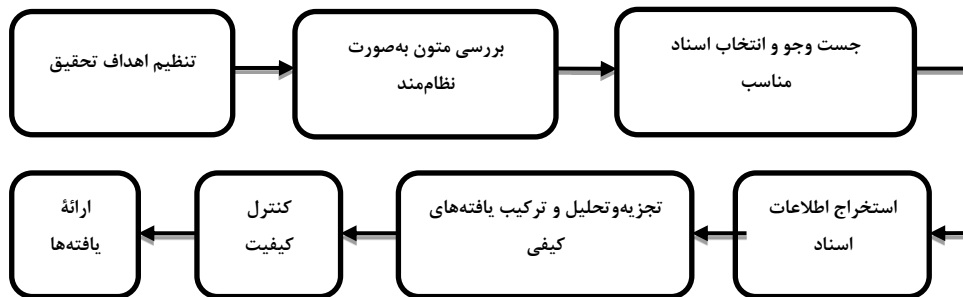 تنظیم اهداف تحقیق
بررسی متون به‌صورت
نظام‌مند
جست وجو و انتخاب اسناد
مناسب
استخراج اطلاعات
اسناد
تجزیه‌وتحلیل و ترکیب یافته‌های
کیفی
کنترل
کیفیت
ارائۀ
یافته‌ها